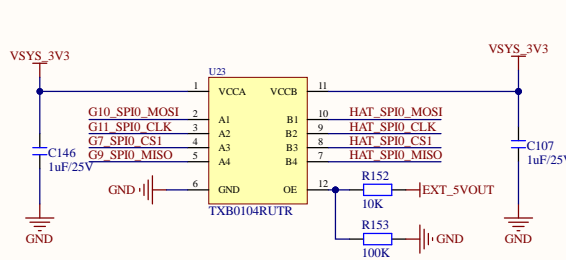 VSYS_3V3
VSYS_3V3
U23
1 VCCA VCCB 11
G10_SPI0_MOSI 2 A1 B1 10 HAT_SPI0_MOSI
G11_SPI0_CLK 3 A2 B2 9 HAT_SPI0_CLK
G7_SPI0_CS1 4 A3 B3 8 HAT_SPI0_CS1
G9_SPI0_MISO 5 A4 B4 7 HAT_SPI0_MISO
C146
1uF/25V
C107
1uF/25V
GND 6 GND OE 12 R152 EXT_5VOUT
10K
TXB0104RUTR
R153
GND
100K
GND
GND